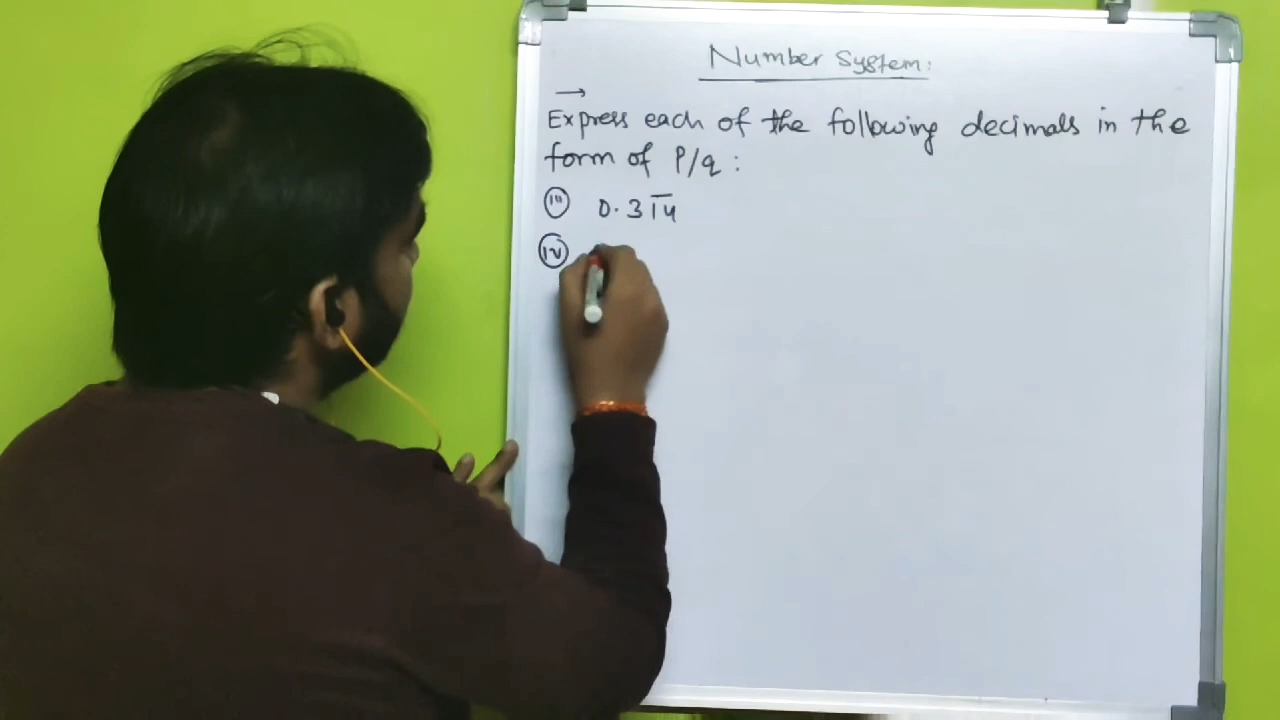 Number System:
→
Express each of the following decimals in the
form of P/q :
(iii) 0.31̅4̅
(iv)